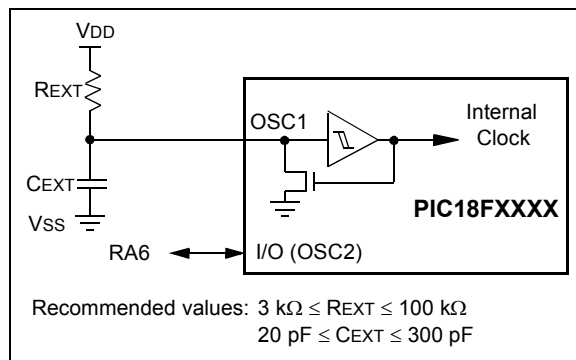 VDD
REXT
OSC1
Internal
Clock
CEXT
PIC18FXXXX
VSS
RA6
I/O (OSC2)
Recommended values: 3 kΩ ≤ REXT ≤ 100 kΩ
20 pF ≤ CEXT ≤ 300 pF